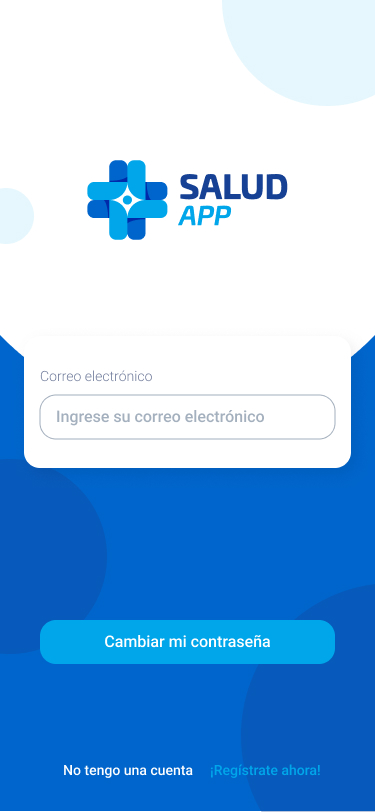 SALUD
APP
Correo electrónico
Ingrese su correo electrónico
Cambiar mi contraseña
No tengo una cuenta ¡Regístrate ahora!